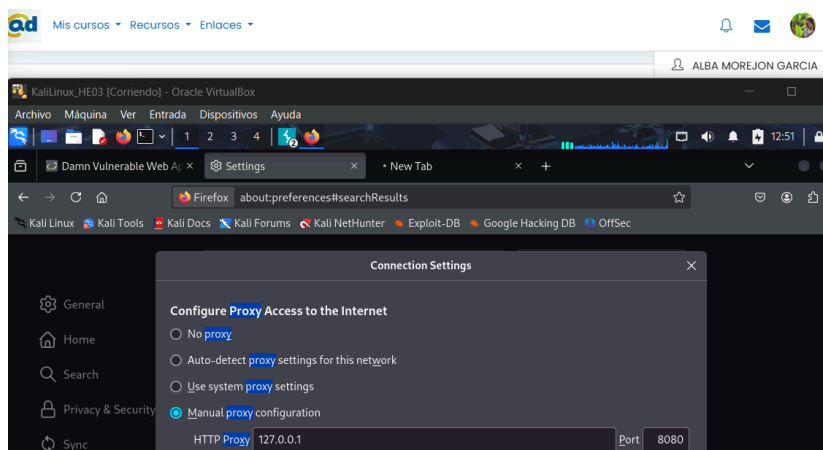 ad Mis cursos Recursos Enlaces
ALBA MOREJON GARCIA
KaliLinux_HE03 [Corriendo] - Oracle VirtualBox
Archivo Máquina Ver Entrada Dispositivos Ayuda
1 2 3 4 2 12:51
Damn Vulnerable Web Ap × Settings × • New Tab × +
Firefox about:preferences#searchResults
Kali Linux Kali Tools Kali Docs Kali Forums Kali NetHunter Exploit-DB Google Hacking DB OffSec
Connection Settings
General
Configure Proxy Access to the Internet
No proxy
Home
Auto-detect proxy settings for this network
Search
Use system proxy settings
Privacy & Security
Manual proxy configuration
Sync
HTTP Proxy 127.0.0.1 Port 8080